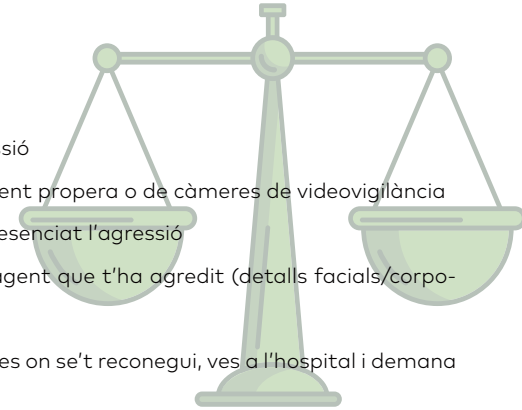 ssió
ent propera o de càmeres de videovigilància
esenciat l'agressió
agent que t'ha agredit (detalls facials/corpo-
es on se't reconegui, ves a l'hospital i demana